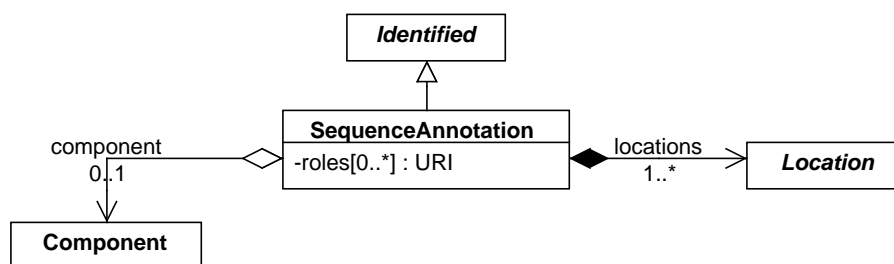 Identified
SequenceAnnotation
-roles[0..*] : URI
component
0..1
locations
1..*
Location
Component